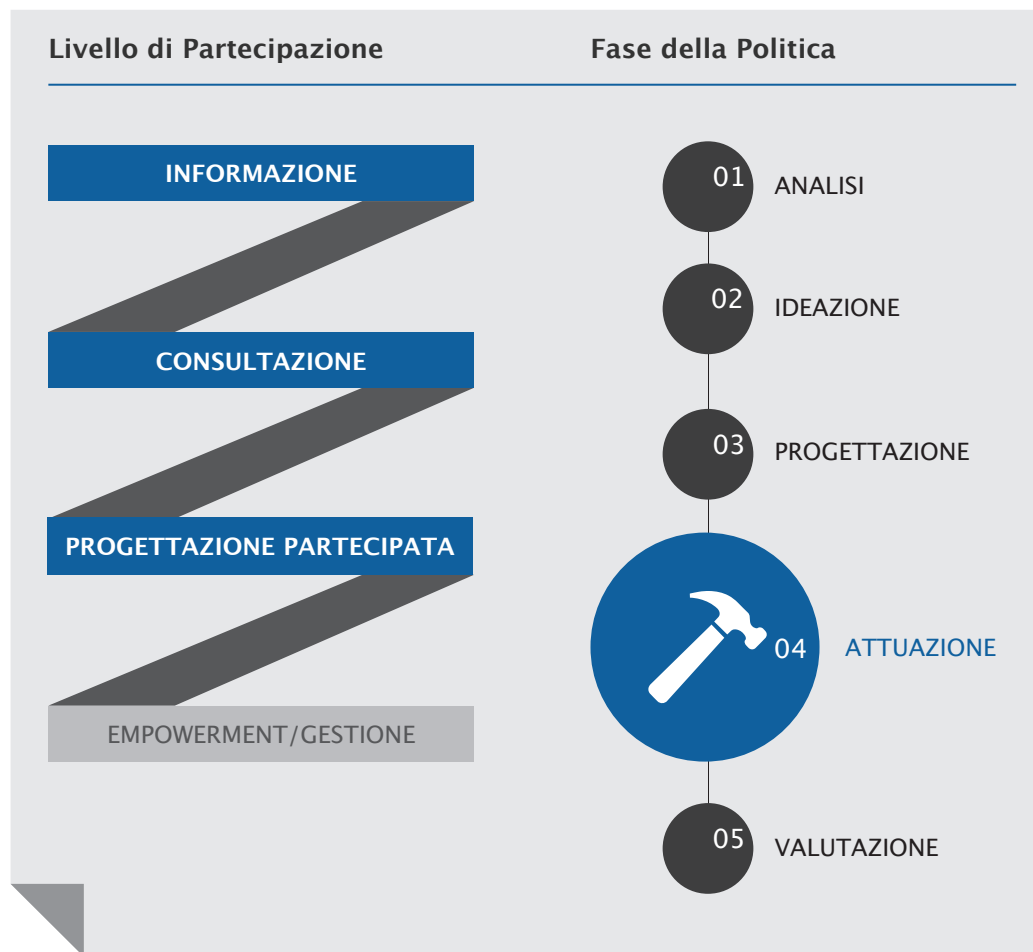 Livello di Partecipazione
INFORMAZIONE
CONSULTAZIONE
PROGETTAZIONE PARTECIPATA
EMPOWERMENT/GESTIONE
Fase della Politica
01 ANALISI
02 IDEAZIONE
03 PROGETTAZIONE
04 ATTUAZIONE
05 VALUTAZIONE